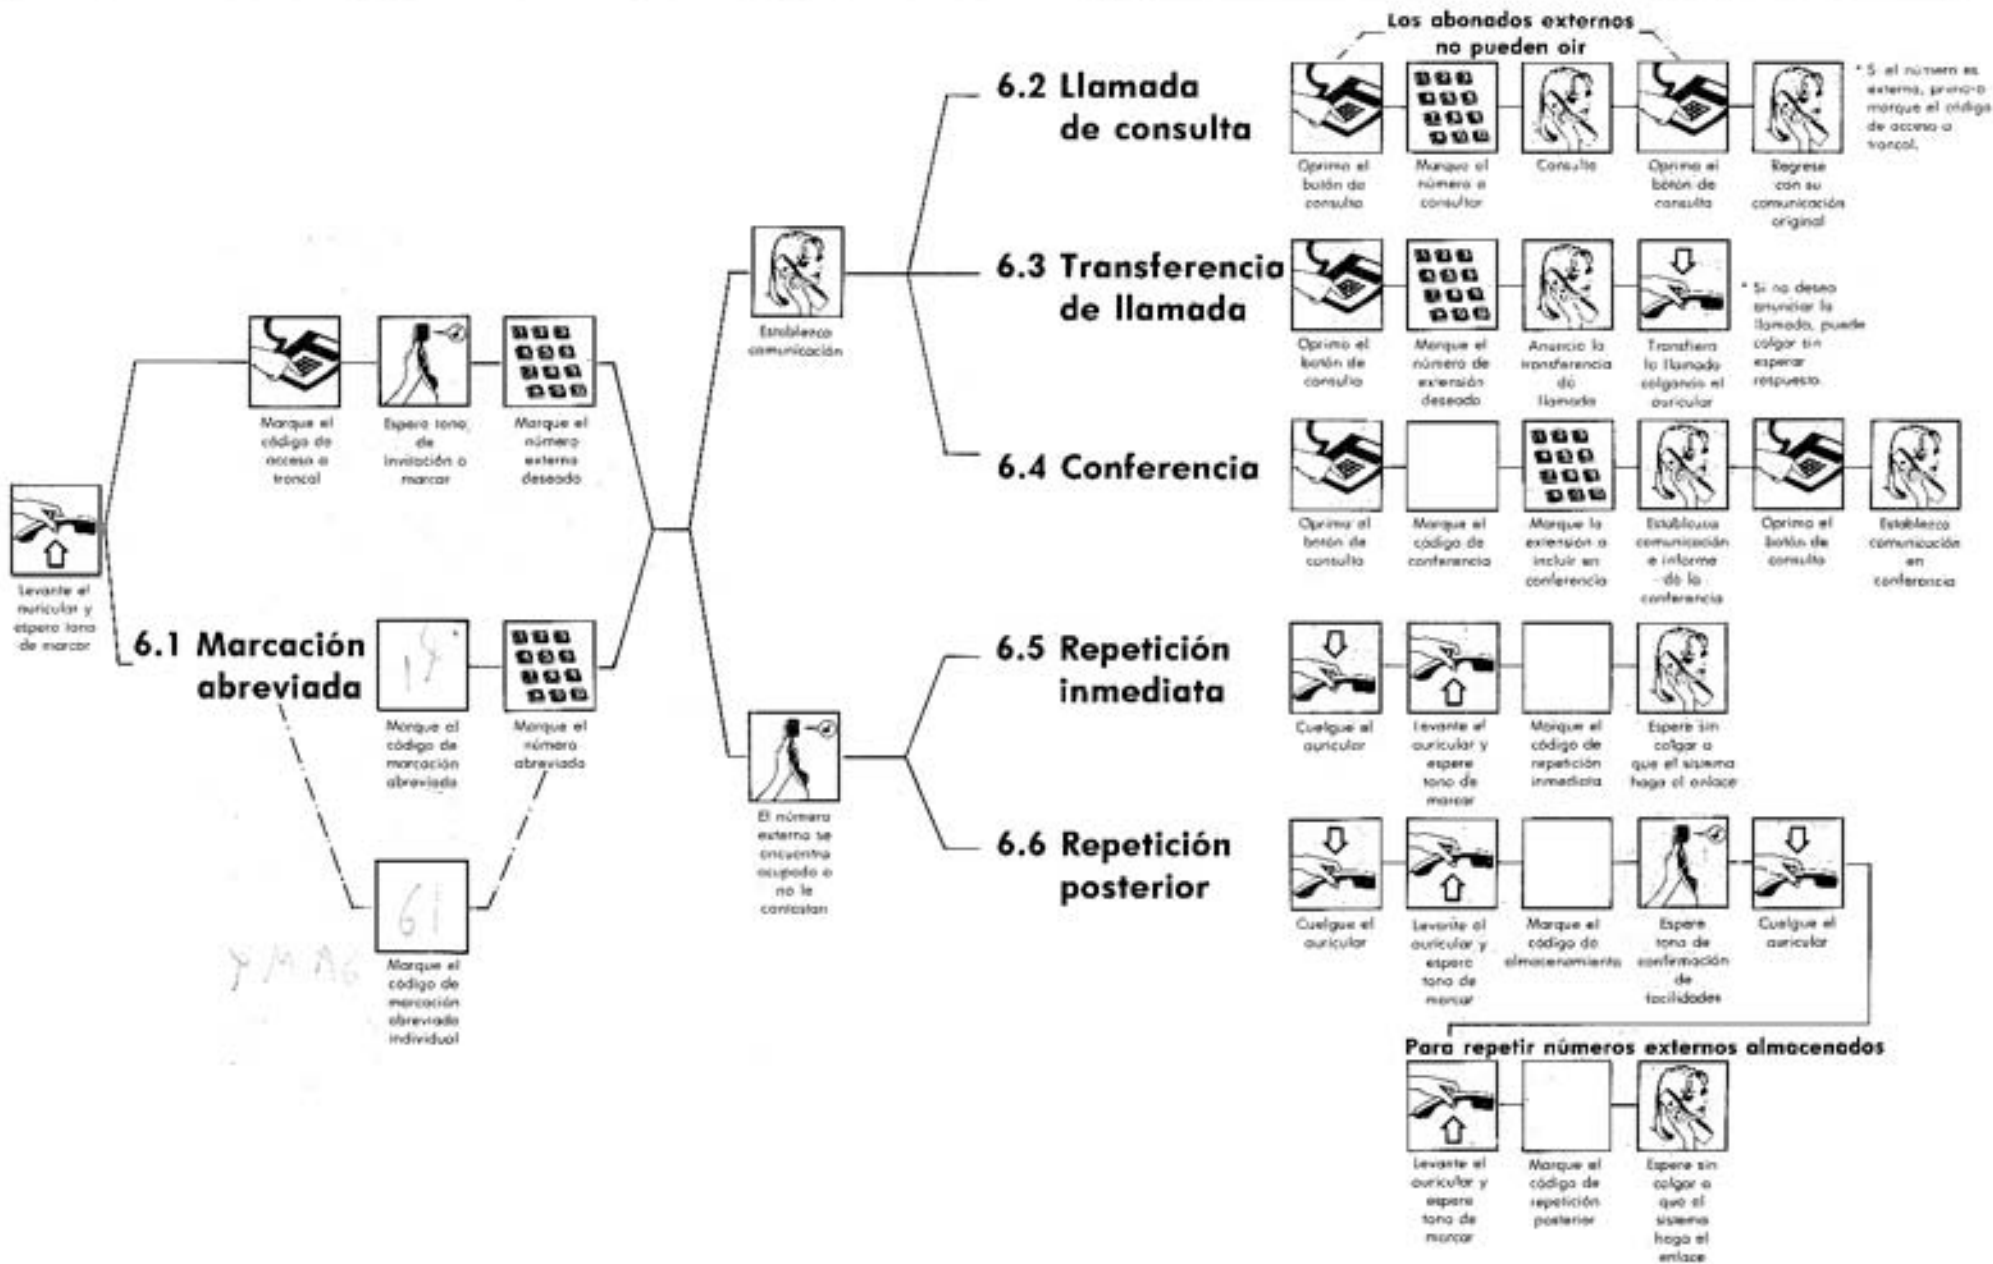 Levante el
auricular y
espere tono
de marcar
Marque el
código de
acceso a
troncal
Espere tono
de
invitación a
marcar
Marque el
número
externo
deseado
6.1 Marcación
abreviada
Marque el
código de
marcación
abreviada
Marque el
número
abreviado
61
Marque el
código de
marcación
abreviada
individual
Establezca
comunicación
El número
externo se
encuentra
ocupado o
no le
contestan
6.2 Llamada
de consulta
Los abonados externos
no pueden oir
Oprima el
botón de
consulta
Marque el
número a
consultar
Consulte
Oprima el
botón de
consulta
Regrese
con su
comunicación
original
* Si el número es
externo, primero
marque el código
de acceso a
troncal.
6.3 Transferencia
de llamada
Oprima el
botón de
consulta
Marque el
número de
extensión
deseado
Anuncie la
transferencia
de
llamada
Transfiera
la llamada
colgando el
auricular
* Si no desea
anunciar la
llamada, puede
colgar sin
esperar
respuesta.
6.4 Conferencia
Oprima el
botón de
consulta
Marque el
código de
conferencia
Marque la
extensión a
incluir en
conferencia
Establezca
comunicación
e informe
de la
conferencia
Oprima el
botón de
consulta
Establezca
comunicación
en
conferencia
6.5 Repetición
inmediata
Cuelgue el
auricular
Levante el
auricular y
espere
tono de
marcar
Marque el
código de
repetición
inmediata
Espere sin
colgar a
que el sistema
haga el enlace
6.6 Repetición
posterior
Cuelgue el
auricular
Levante el
auricular y
espere
tono de
marcar
Marque el
código de
almacenamiento
Espere
tono de
confirmación
de
facilidades
Cuelgue el
auricular
Para repetir números externos almacenados
Levante el
auricular y
espere
tono de
marcar
Marque el
código de
repetición
posterior
Espere sin
colgar a
que el
sistema
haga el
enlace